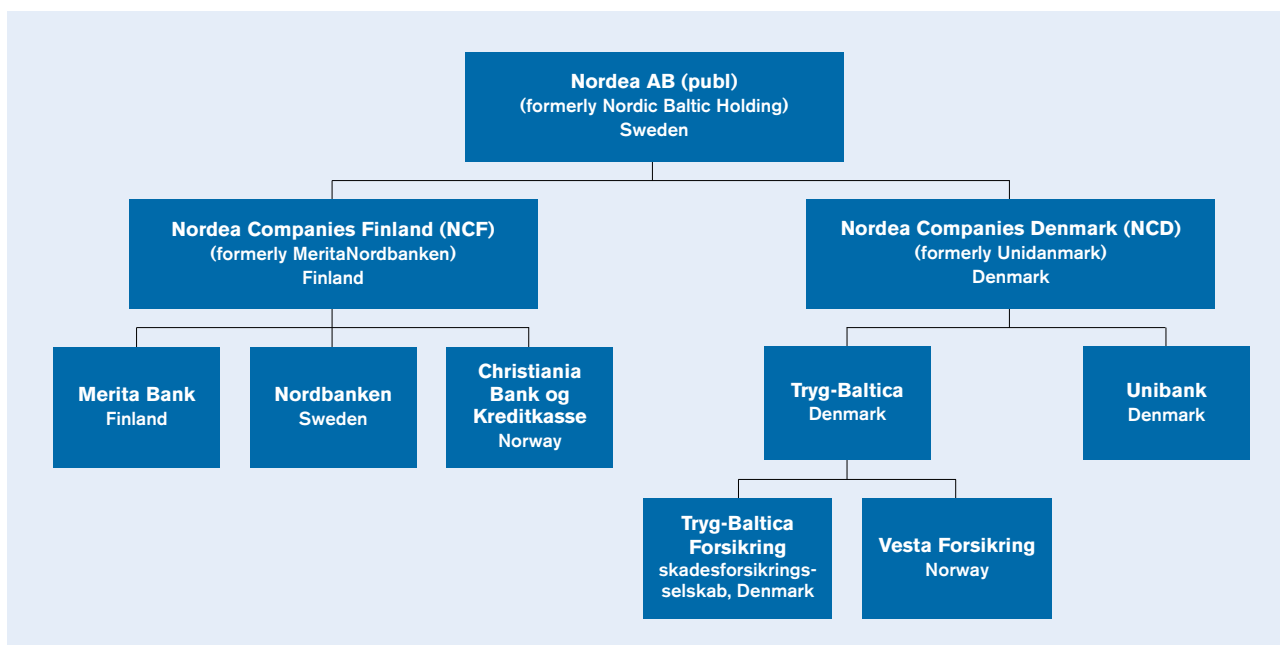 Nordea AB (publ)
(formerly Nordic Baltic Holding)
Sweden
Nordea Companies Finland (NCF)
(formerly MeritaNordbanken)
Finland
Nordea Companies Denmark (NCD)
(formerly Unidanmark)
Denmark
Merita Bank
Finland
Nordbanken
Sweden
Christiania
Bank og
Kreditkasse
Norway
Tryg-Baltica
Denmark
Unibank
Denmark
Tryg-Baltica
Forsikring
skadesforsikrings-
selskab, Denmark
Vesta Forsikring
Norway